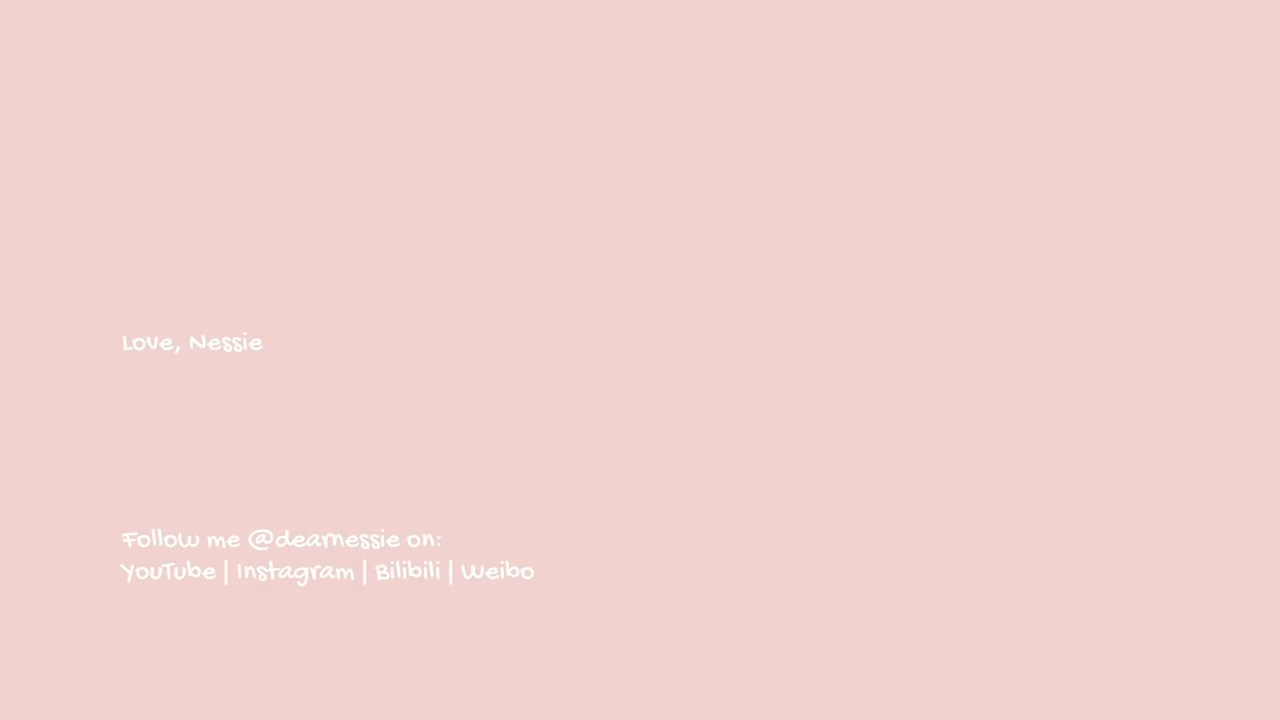 Love, Nessie
Follow me @dearnessie on:
YouTube | Instagram | Bilibili | Weibo